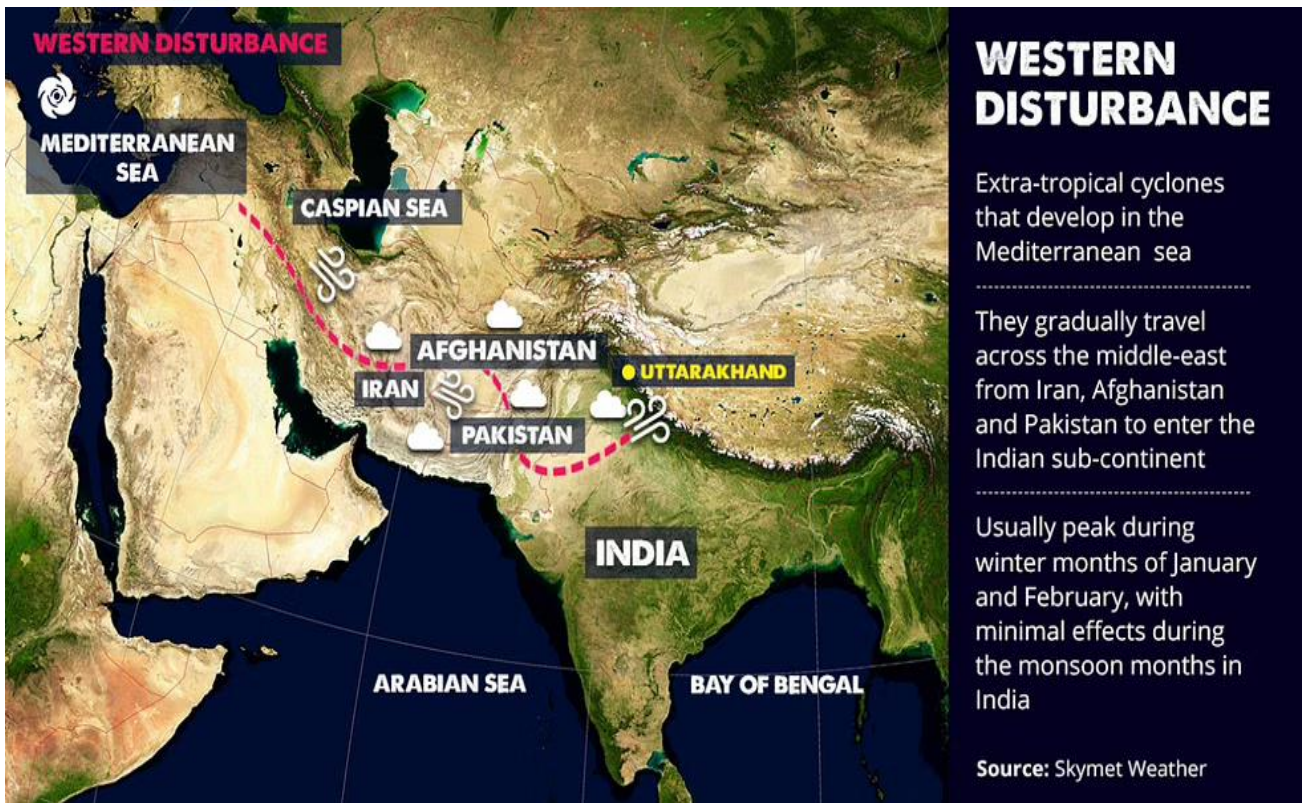 WESTERN DISTURBANCE
MEDITERRANEAN
SEA
CASPIAN SEA
AFGHANISTAN
IRAN
UTTARAKHAND
PAKISTAN
INDIA
ARABIAN SEA
BAY OF BENGAL
WESTERN
DISTURBANCE
Extra-tropical cyclones
that develop in the
Mediterranean sea
They gradually travel
across the middle-east
from Iran, Afghanistan
and Pakistan to enter the
Indian sub-continent
Usually peak during
winter months of January
and February, with
minimal effects during
the monsoon months in
India
Source: Skymet Weather